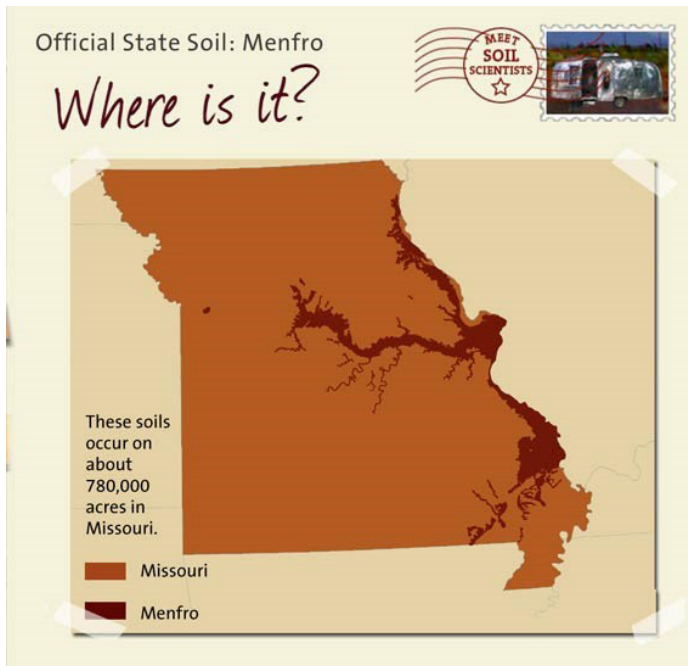 Official State Soil: Menfro
Where is it?
MEET
SOIL
SCIENTISTS
These soils
occur on
about
780,000
acres in
Missouri.
Missouri
Menfro